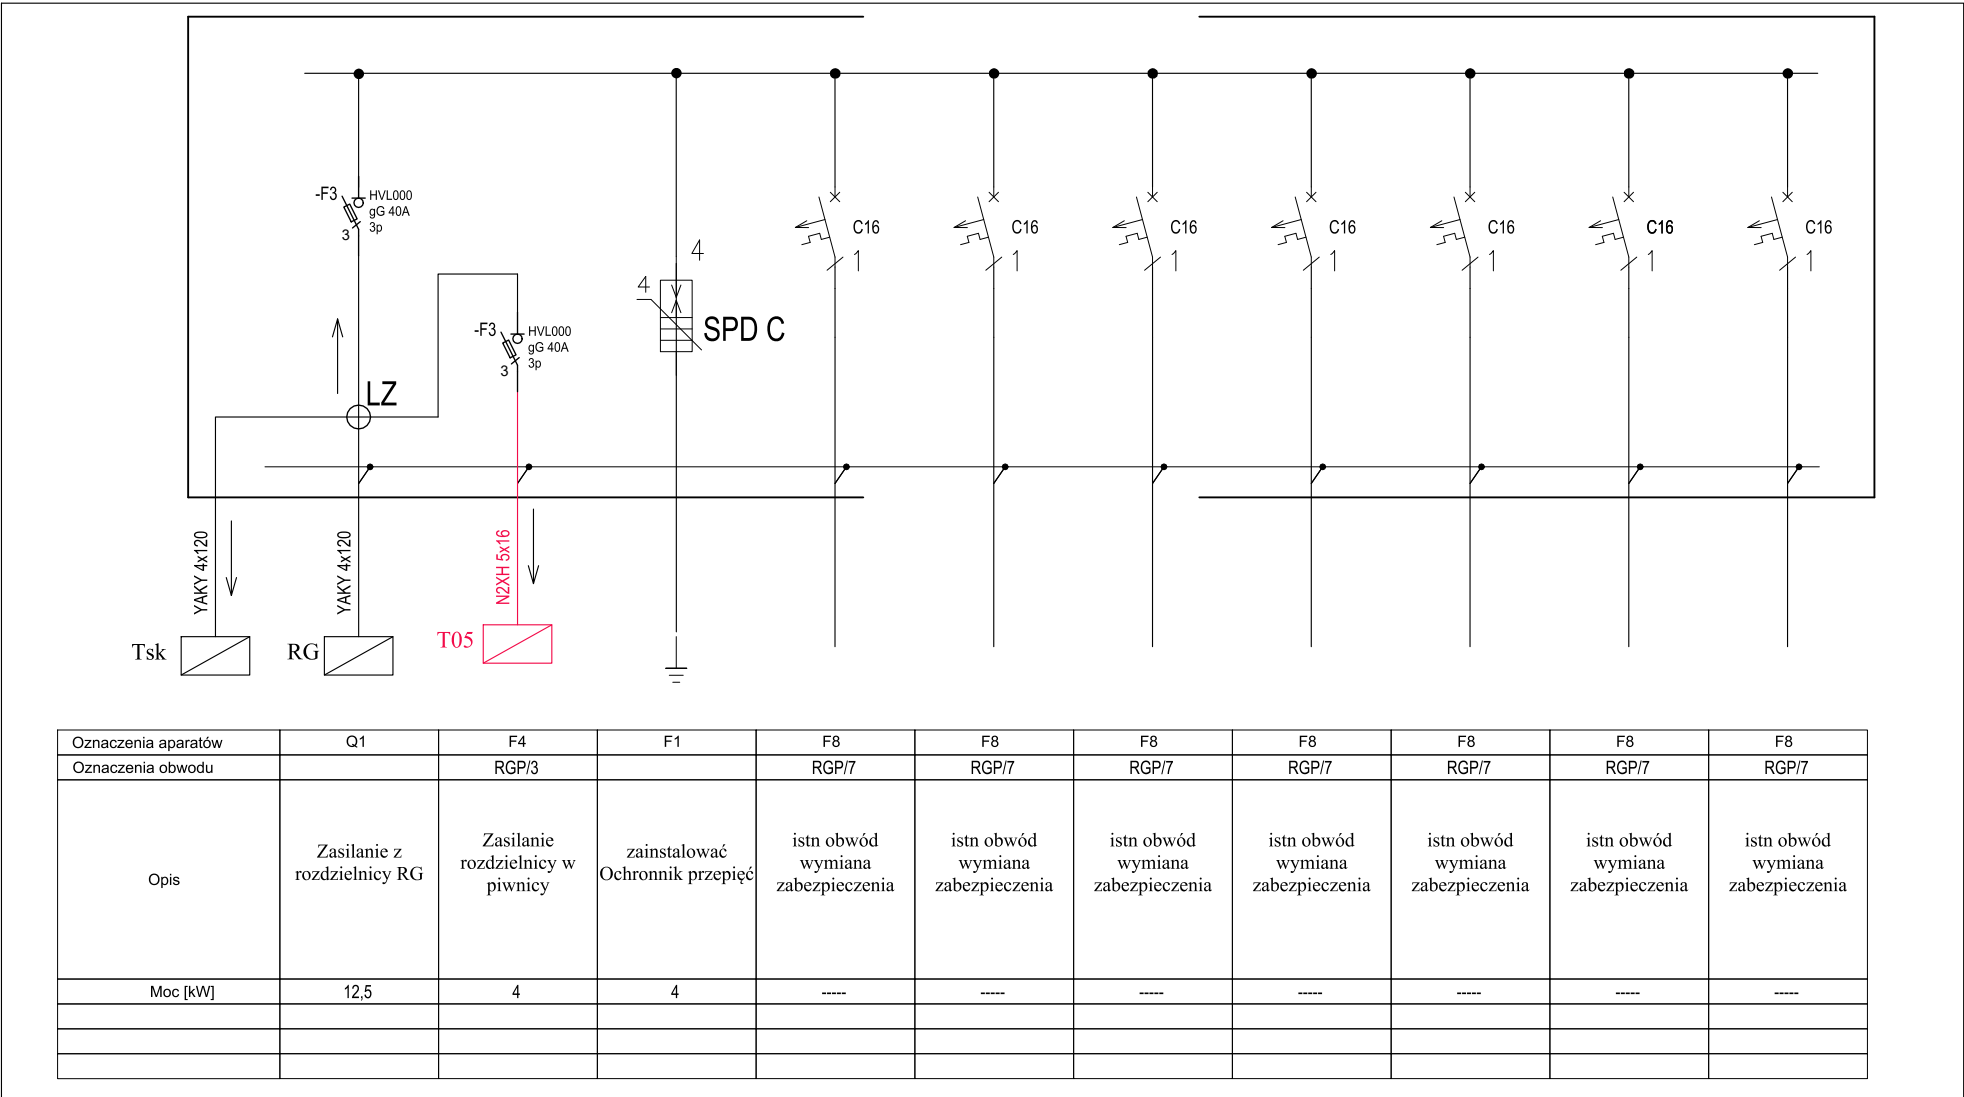 -F3
HVL000
gG 40A
3p
3
-F3
HVL000
gG 40A
3p
3
LZ
4
4
SPD C
C16
1
C16
1
C16
1
C16
1
C16
1
C16
1
C16
1
YAKY 4x120
YAKY 4x120
N2XH 5x16
Tsk
RG
T05
Oznaczenia aparatów Q1 F4 F1 F8 F8 F8 F8 F8 F8 F8
Oznaczenia obwodu RGP/3 RGP/7 RGP/7 RGP/7 RGP/7 RGP/7 RGP/7 RGP/7
Opis
Zasilanie z
rozdzielnicy RG
Zasilanie
rozdzielnicy w
piwnicy
zainstalować
Ochronnik przepięć
istn obwód
wymiana
zabezpieczenia
istn obwód
wymiana
zabezpieczenia
istn obwód
wymiana
zabezpieczenia
istn obwód
wymiana
zabezpieczenia
istn obwód
wymiana
zabezpieczenia
istn obwód
wymiana
zabezpieczenia
istn obwód
wymiana
zabezpieczenia
Moc [kW] 12,5 4 4 ----- ----- ----- ----- ----- ----- -----